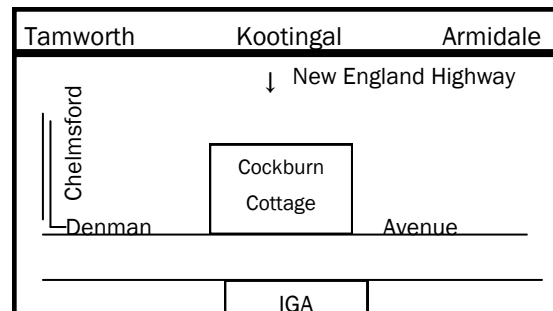 Tamworth Kootingal Armidale
↓ New England Highway
Chelmsford
Cockburn
Cottage
Denman Avenue
IGA